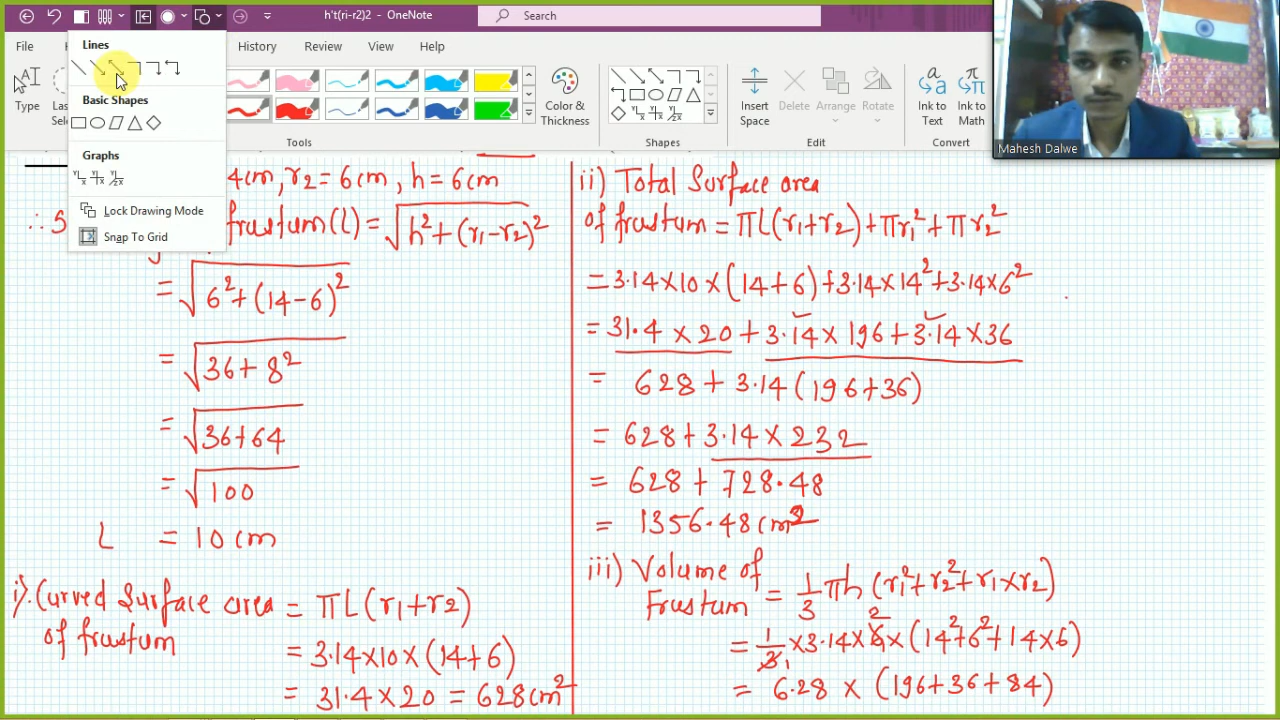 h't(ri-ri)2)2 - OneNote
Search
File
History
Review
View
Help
Lines
Basic Shapes
Graphs
Lock Drawing Mode
Snap To Grid
Type
Color &
Thickness
Insert
Space
Delete
Arrange
Rotate
Ink to
Text
Ink to
Math
Tools
Shapes
Edit
Convert
Mahesh Dalwe
4cm, r2 = 6cm, h = 6cm
frustum (l) = √h²+(r1-r2)²
= √6²+(14-6)²
= √36+8²
= √36+64
= √100
L = 10 cm
i). Curved Surface area = πL(r1+r2)
of frustum
= 3.14×10×(14+6)
= 31.4×20 = 628cm²
ii) Total Surface area
of frustum = πL(r1+r2)+πr1²+πr2²
= 3.14×10×(14+6)+3.14×14²+3.14×6²
= 31.4×20+3.14×196+3.14×36
= 628+3.14(196+36)
= 628+3.14×232
= 628+728.48
= 1356.48cm²
iii) Volume of
Frustum = 1/3 πh (r1²+r2²+r1×r2)
= 1/3×3.14×6×(14²+6²+14×6)
= 6.28 × (196+36+84)